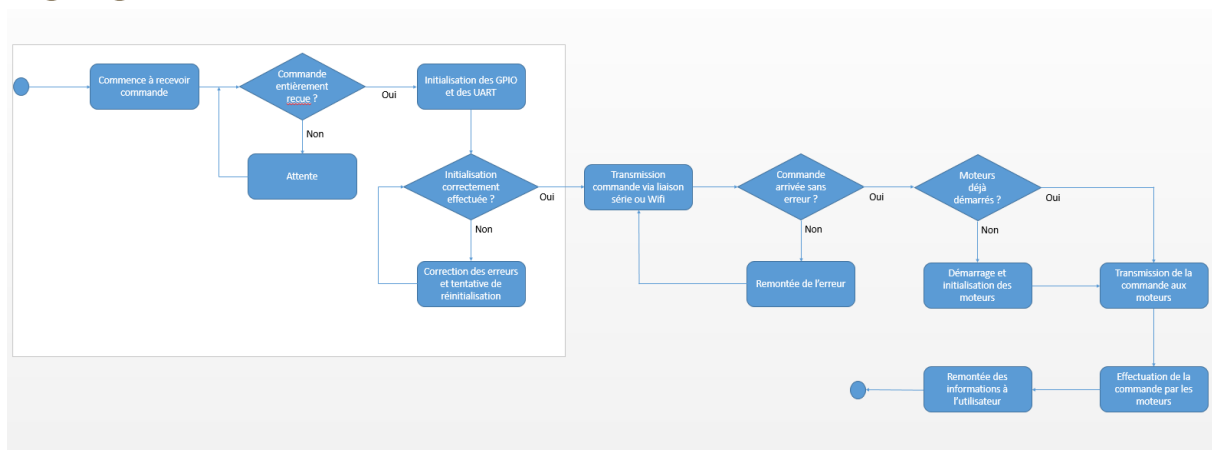 Commence à recevoir
commande
Commande
entièrement
recue ?
Oui
Non
Attente
Initialisation des GPIO
et des UART
Initialisation
correctement
effectuée ?
Oui
Non
Correction des erreurs
et tentative de
réinitialisation
Transmission
commande via liaison
série ou Wifi
Commande
arrivée sans
erreur ?
Oui
Non
Remontée de l'erreur
Moteurs
déjà
démarrés ?
Oui
Non
Démarrage et
initialisation des
moteurs
Transmission de la
commande aux
moteurs
Effectuation de la
commande par les
moteurs
Remontée des
informations à
l'utilisateur